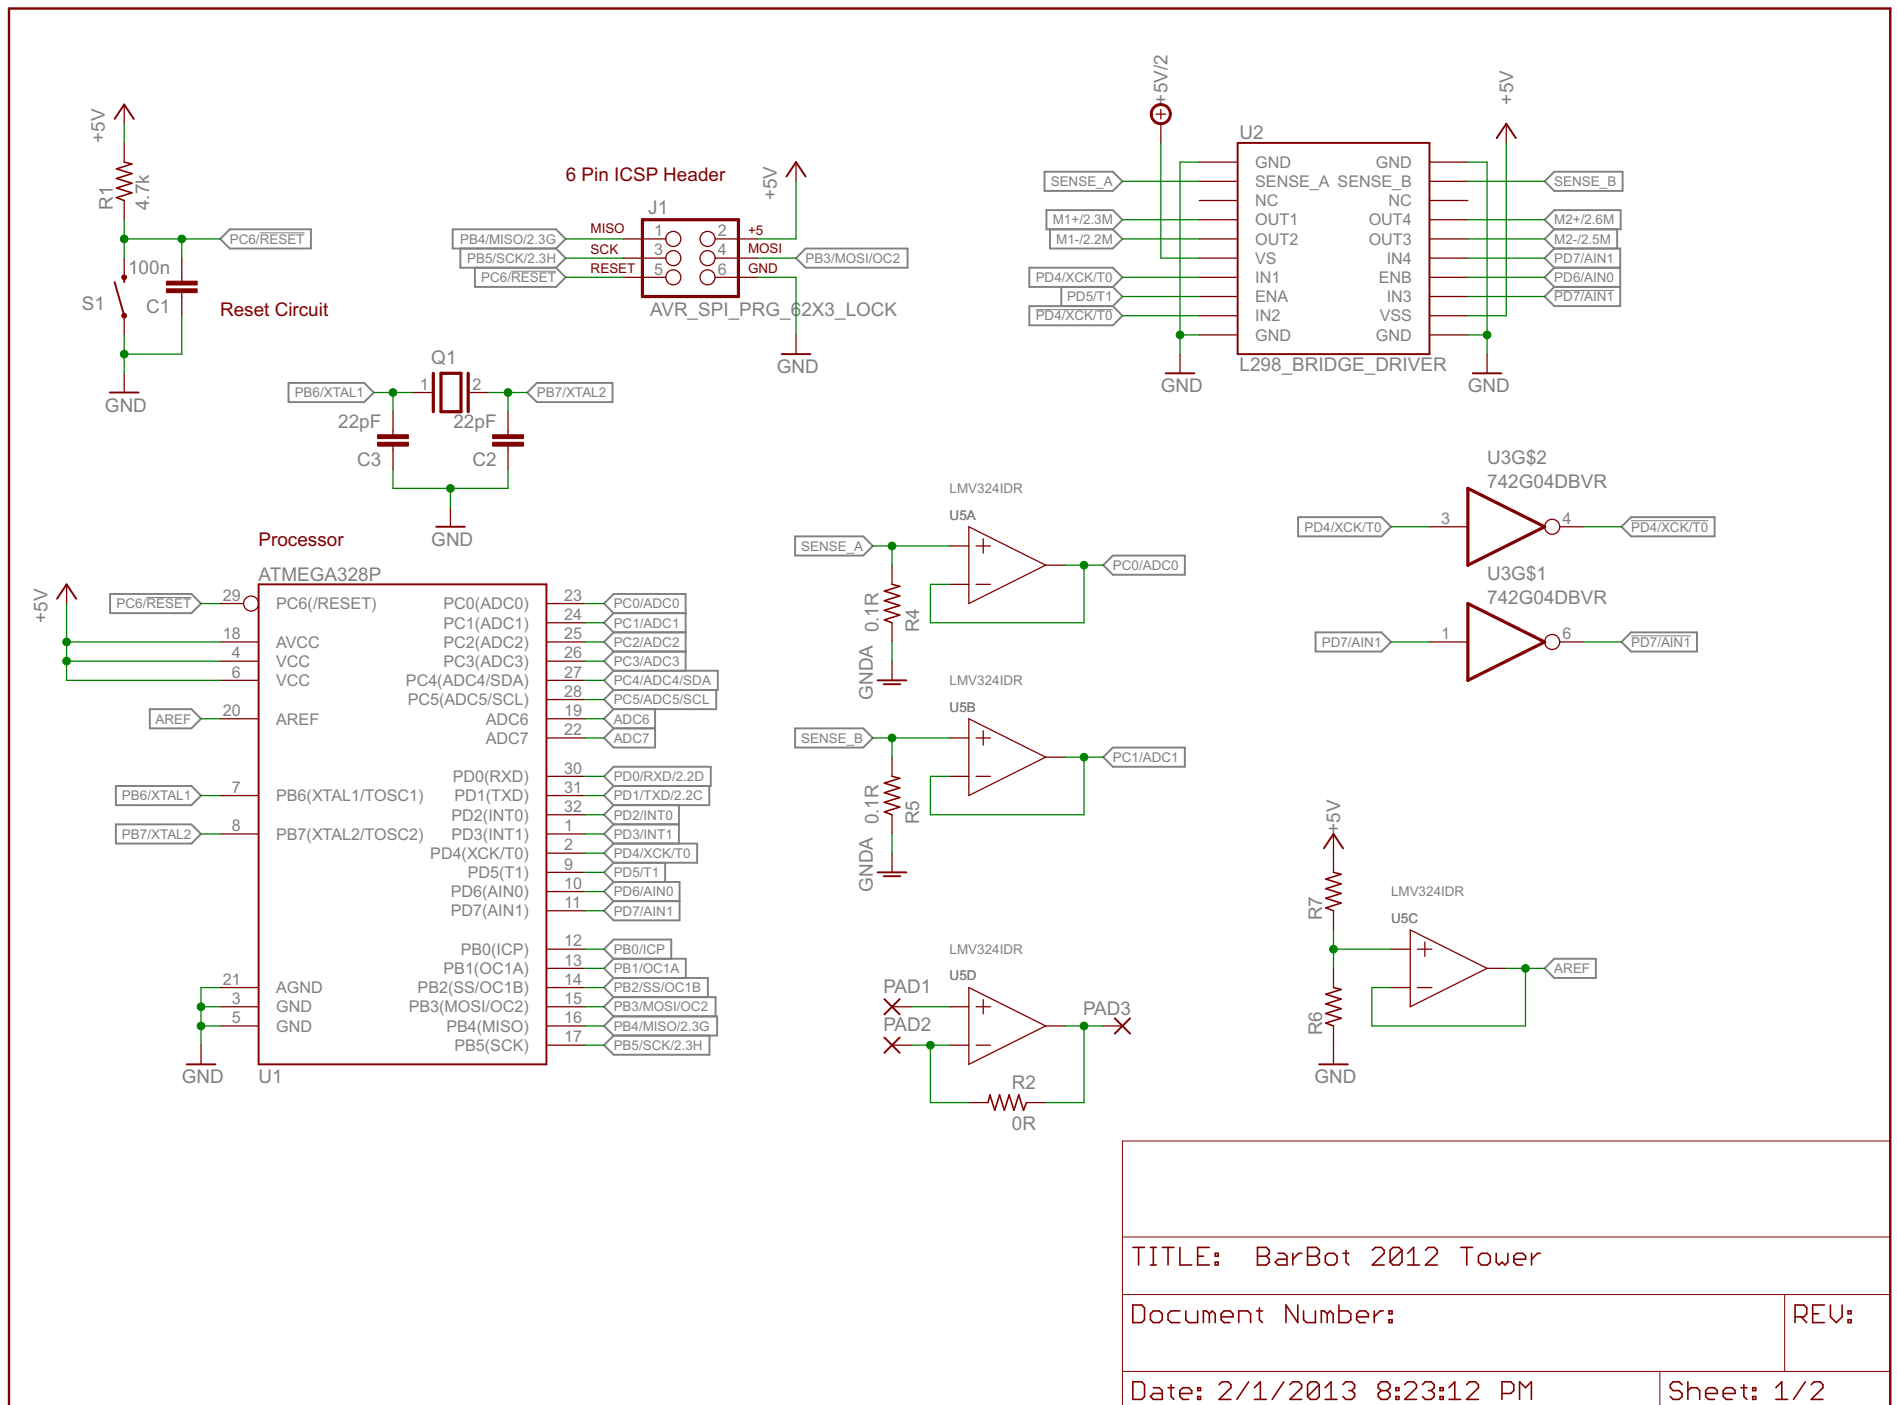 +5V
R1
4.7k
PC6/RESET
100n
S1
C1
Reset Circuit
GND
6 Pin ICSP Header
+5V
J1
MISO
1
2
+5
PB4/MISO/2.3G
SCK
3
4
MOSI
PB5/SCK/2.3H
PB3/MOSI/OC2
RESET
5
6
GND
PC6/RESET
AVR_SPI_PRG_62X3_LOCK
GND
Q1
PB6/XTAL1
1
2
PB7/XTAL2
22pF
22pF
C3
C2
GND
+5V/2
+5V
U2
GND
GND
SENSE_A
SENSE_A
SENSE_B
SENSE_B
NC
NC
M1+/2.3M
OUT1
OUT4
M2+/2.6M
M1-/2.2M
OUT2
OUT3
M2-/2.5M
VS
IN4
PD7/AIN1
PD4/XCK/T0
IN1
ENB
PD6/AIN0
PD5/T1
ENA
IN3
PD7/AIN1
PD4/XCK/T0
IN2
VSS
GND
GND
L298_BRIDGE_DRIVER
GND
GND
Processor
ATMEGA328P
+5V
PC6/RESET
29
PC6(/RESET)
PC0(ADC0)
23
PC0/ADC0
PC1(ADC1)
24
PC1/ADC1
18
AVCC
PC2(ADC2)
25
PC2/ADC2
4
VCC
PC3(ADC3)
26
PC3/ADC3
6
VCC
PC4(ADC4/SDA)
27
PC4/ADC4/SDA
PC5(ADC5/SCL)
28
PC5/ADC5/SCL
AREF
20
AREF
ADC6
19
ADC6
ADC7
22
ADC7
PD0(RXD)
30
PD0/RXD/2.2D
PB6/XTAL1
7
PB6(XTAL1/TOSC1)
PD1(TXD)
31
PD1/TXD/2.2C
PD2(INT0)
32
PD2/INT0
PB7/XTAL2
8
PB7(XTAL2/TOSC2)
PD3(INT1)
1
PD3/INT1
PD4(XCK/T0)
2
PD4/XCK/T0
PD5(T1)
9
PD5/T1
PD6(AIN0)
10
PD6/AIN0
PD7(AIN1)
11
PD7/AIN1
PB0(ICP)
12
PB0/ICP
PB1(OC1A)
13
PB1/OC1A
21
AGND
PB2(SS/OC1B)
14
PB2/SS/OC1B
3
GND
PB3(MOSI/OC2)
15
PB3/MOSI/OC2
5
GND
PB4(MISO)
16
PB4/MISO/2.3G
PB5(SCK)
17
PB5/SCK/2.3H
GND
U1
LMV324IDR
U5A
SENSE_A
PC0/ADC0
0.1R
R4
GNDA
LMV324IDR
U5B
SENSE_B
PC1/ADC1
0.1R
R5
GNDA
LMV324IDR
U5D
PAD1
PAD2
PAD3
R2
0R
U3G$2
742G04DBVR
PD4/XCK/T0
3
4
PD4/XCK/T0
U3G$1
742G04DBVR
PD7/AIN1
1
6
PD7/AIN1
+5V
R7
LMV324IDR
U5C
AREF
R6
GND
TITLE: BarBot 2012 Tower
Document Number:
REV:
Date: 2/1/2013 8:23:12 PM
Sheet: 1/2